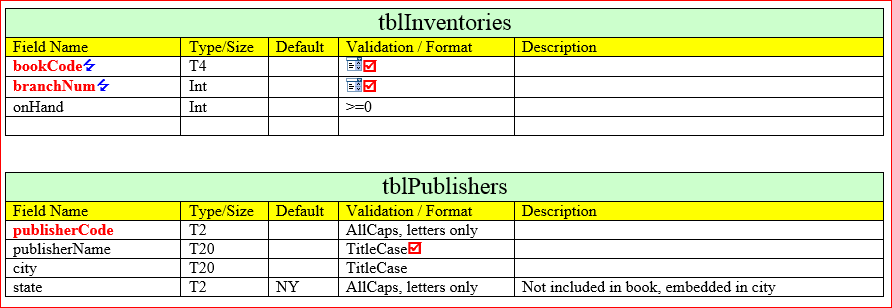 tblInventories
Field Name Type/Size Default Validation / Format Description
bookCode T4
branchNum Int
onHand Int >=0
tblPublishers
Field Name Type/Size Default Validation / Format Description
publisherCode T2 AllCaps, letters only
publisherName T20 TitleCase
city T20 TitleCase
state T2 NY AllCaps, letters only Not included in book, embedded in city